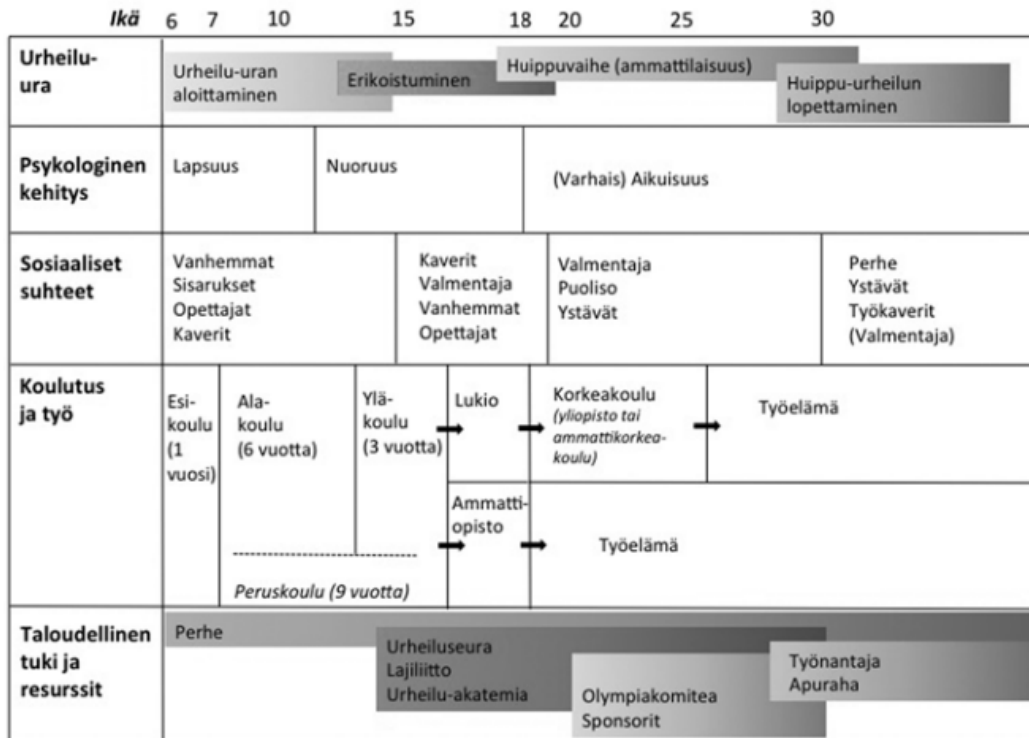 Ikä 6 7 10 15 18 20 25 30
Urheilu-
ura
Urheilu-uran
aloittaminen
Erikoistuminen
Huippuvaihe (ammattilaisuus)
Huippu-urheilun
lopettaminen
Psykologinen
kehitys
Lapsuus
Nuoruus
(Varhais) Aikuisuus
Sosiaaliset
suhteet
Vanhemmat
Sisarukset
Opettajat
Kaverit
Kaverit
Valmentaja
Vanhemmat
Opettajat
Valmentaja
Puoliso
Ystävät
Perhe
Ystävät
Työkaverit
(Valmentaja)
Koulutus
ja työ
Esi-
koulu
(1
vuosi)
Ala-
koulu
(6 vuotta)
Ylä-
koulu
(3 vuotta)
Peruskoulu (9 vuotta)
Lukio
Korkeakoulu
(yliopisto tai
ammattikorkea-
koulu)
Työelämä
Ammatti-
opisto
Työelämä
Taloudellinen
tuki ja
resurssit
Perhe
Urheiluseura
Lajiliitto
Urheilu-akatemia
Olympiakomitea
Sponsorit
Työnantaja
Apuraha